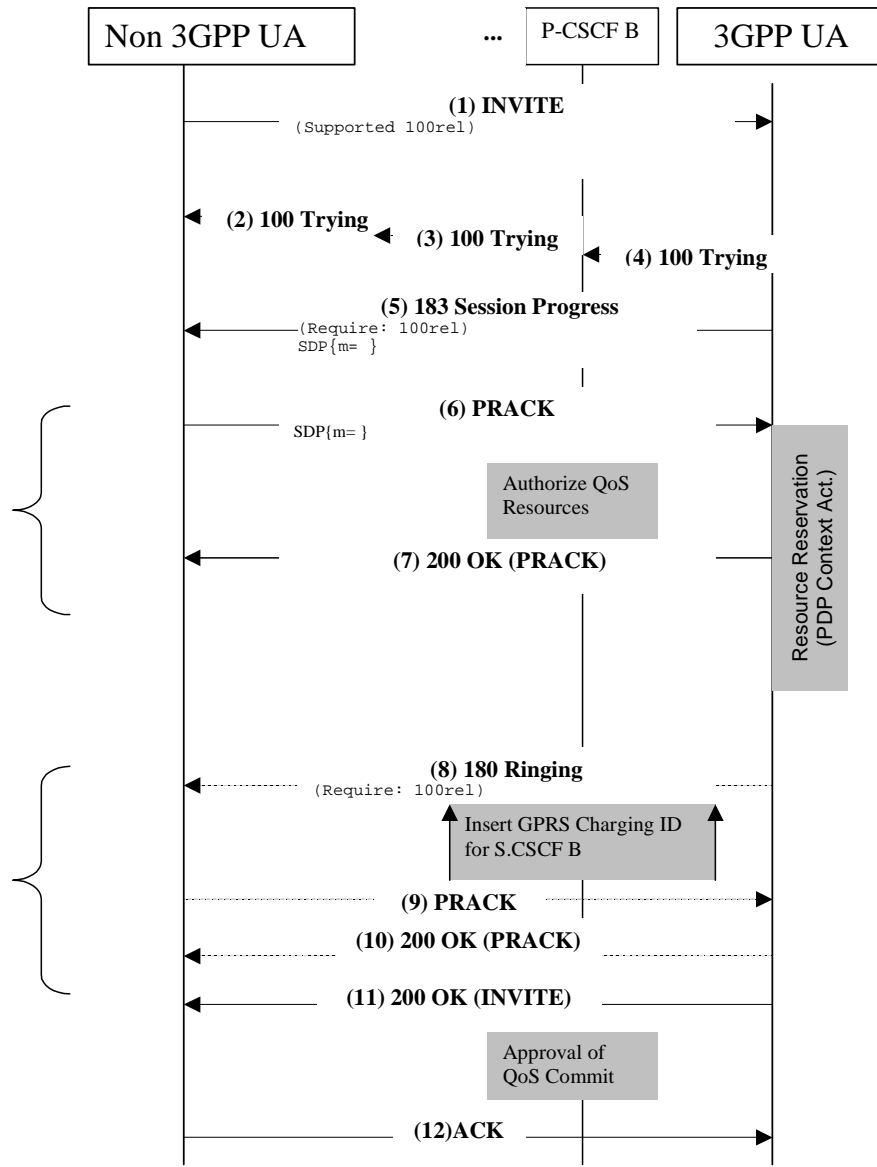 Non 3GPP UA
...
P-CSCF B
3GPP UA
(1) INVITE
(Supported 100rel)
(2) 100 Trying
(3) 100 Trying
(4) 100 Trying
(5) 183 Session Progress
(Require: 100rel)
SDP{m= }
(6) PRACK
SDP{m= }
Authorize QoS
Resources
Resource Reservation
(PDP Context Act.)
(7) 200 OK (PRACK)
(8) 180 Ringing
(Require: 100rel)
Insert GPRS Charging ID
for S.CSCF B
(9) PRACK
(10) 200 OK (PRACK)
(11) 200 OK (INVITE)
Approval of
QoS Commit
(12)ACK